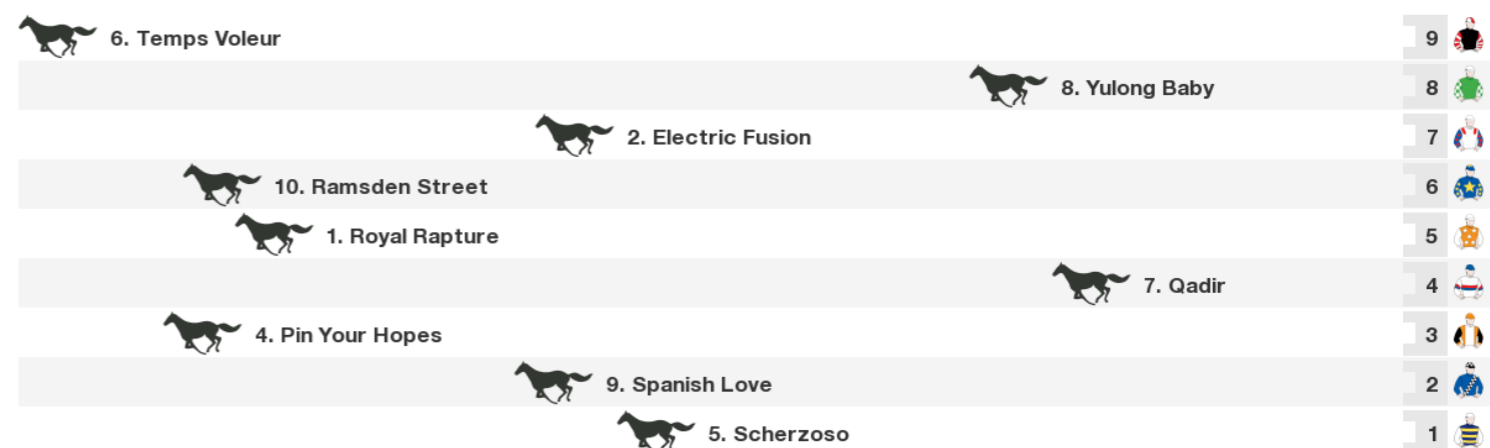 6. Temps Voleur 9
8. Yulong Baby 8
2. Electric Fusion 7
10. Ramsden Street 6
1. Royal Rapture 5
7. Qadir 4
4. Pin Your Hopes 3
9. Spanish Love 2
5. Scherzoso 1